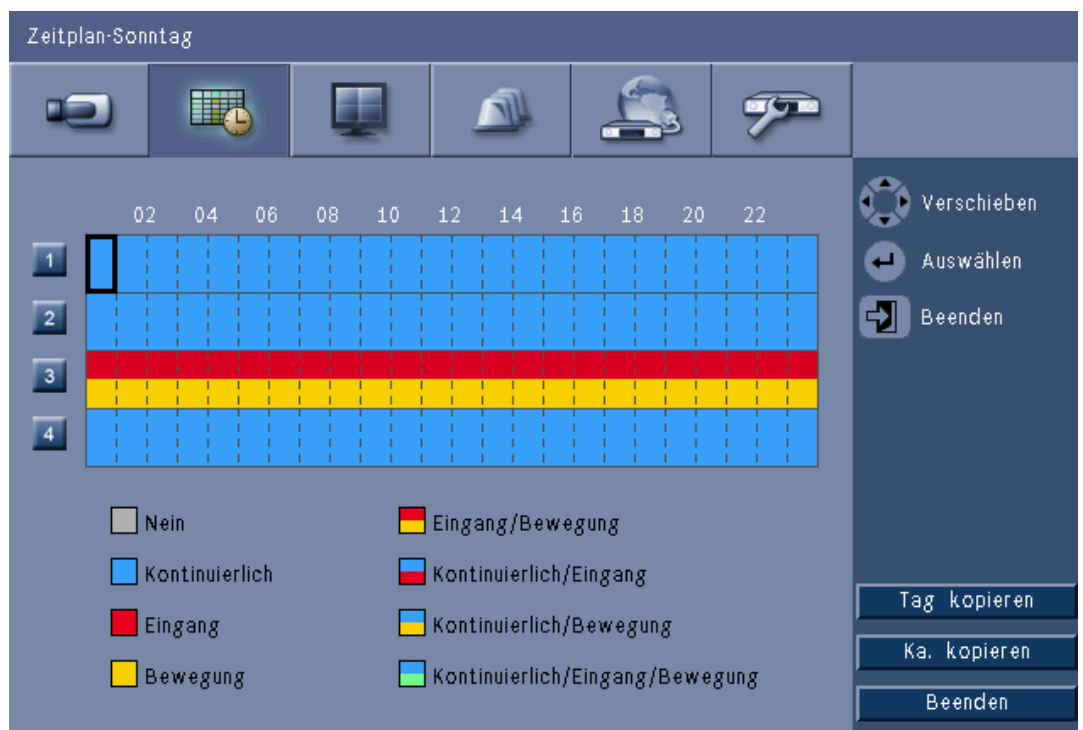 Zeitplan-Sonntag
02 04 06 08 10 12 14 16 18 20 22
1
2
3
4
Nein
Kontinuierlich
Eingang
Bewegung
Eingang/Bewegung
Kontinuierlich/Eingang
Kontinuierlich/Bewegung
Kontinuierlich/Eingang/Bewegung
Verschieben
Auswählen
Beenden
Tag kopieren
Ka. kopieren
Beenden